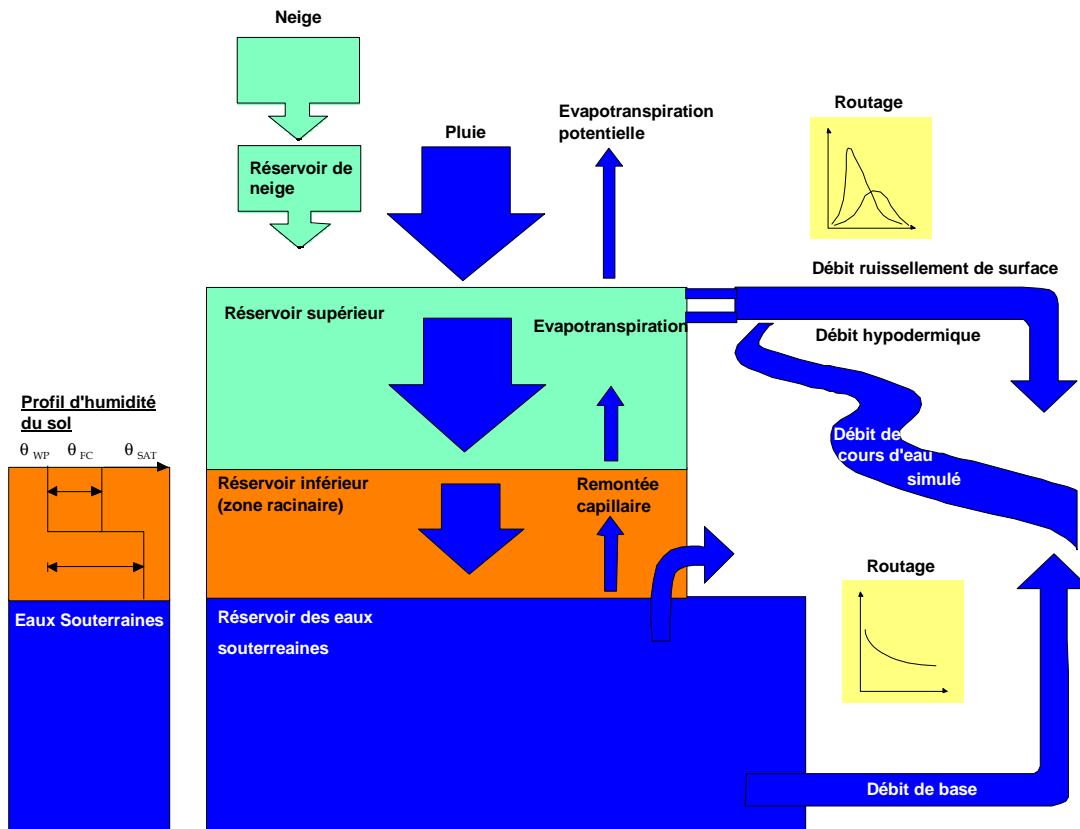 Neige
Réservoir de
neige
Pluie
Evapotranspiration
potentielle
Routage
Débit ruissellement de surface
Réservoir supérieur
Evapotranspiration
Débit hypodermique
Profil d'humidité
du sol
θ WP θ FC θ SAT
Débit de
cours d'eau
simulé
Réservoir inférieur
(zone racinaire)
Remontée
capillaire
Routage
Eaux Souterraines
Réservoir des eaux
souterreaines
Débit de base